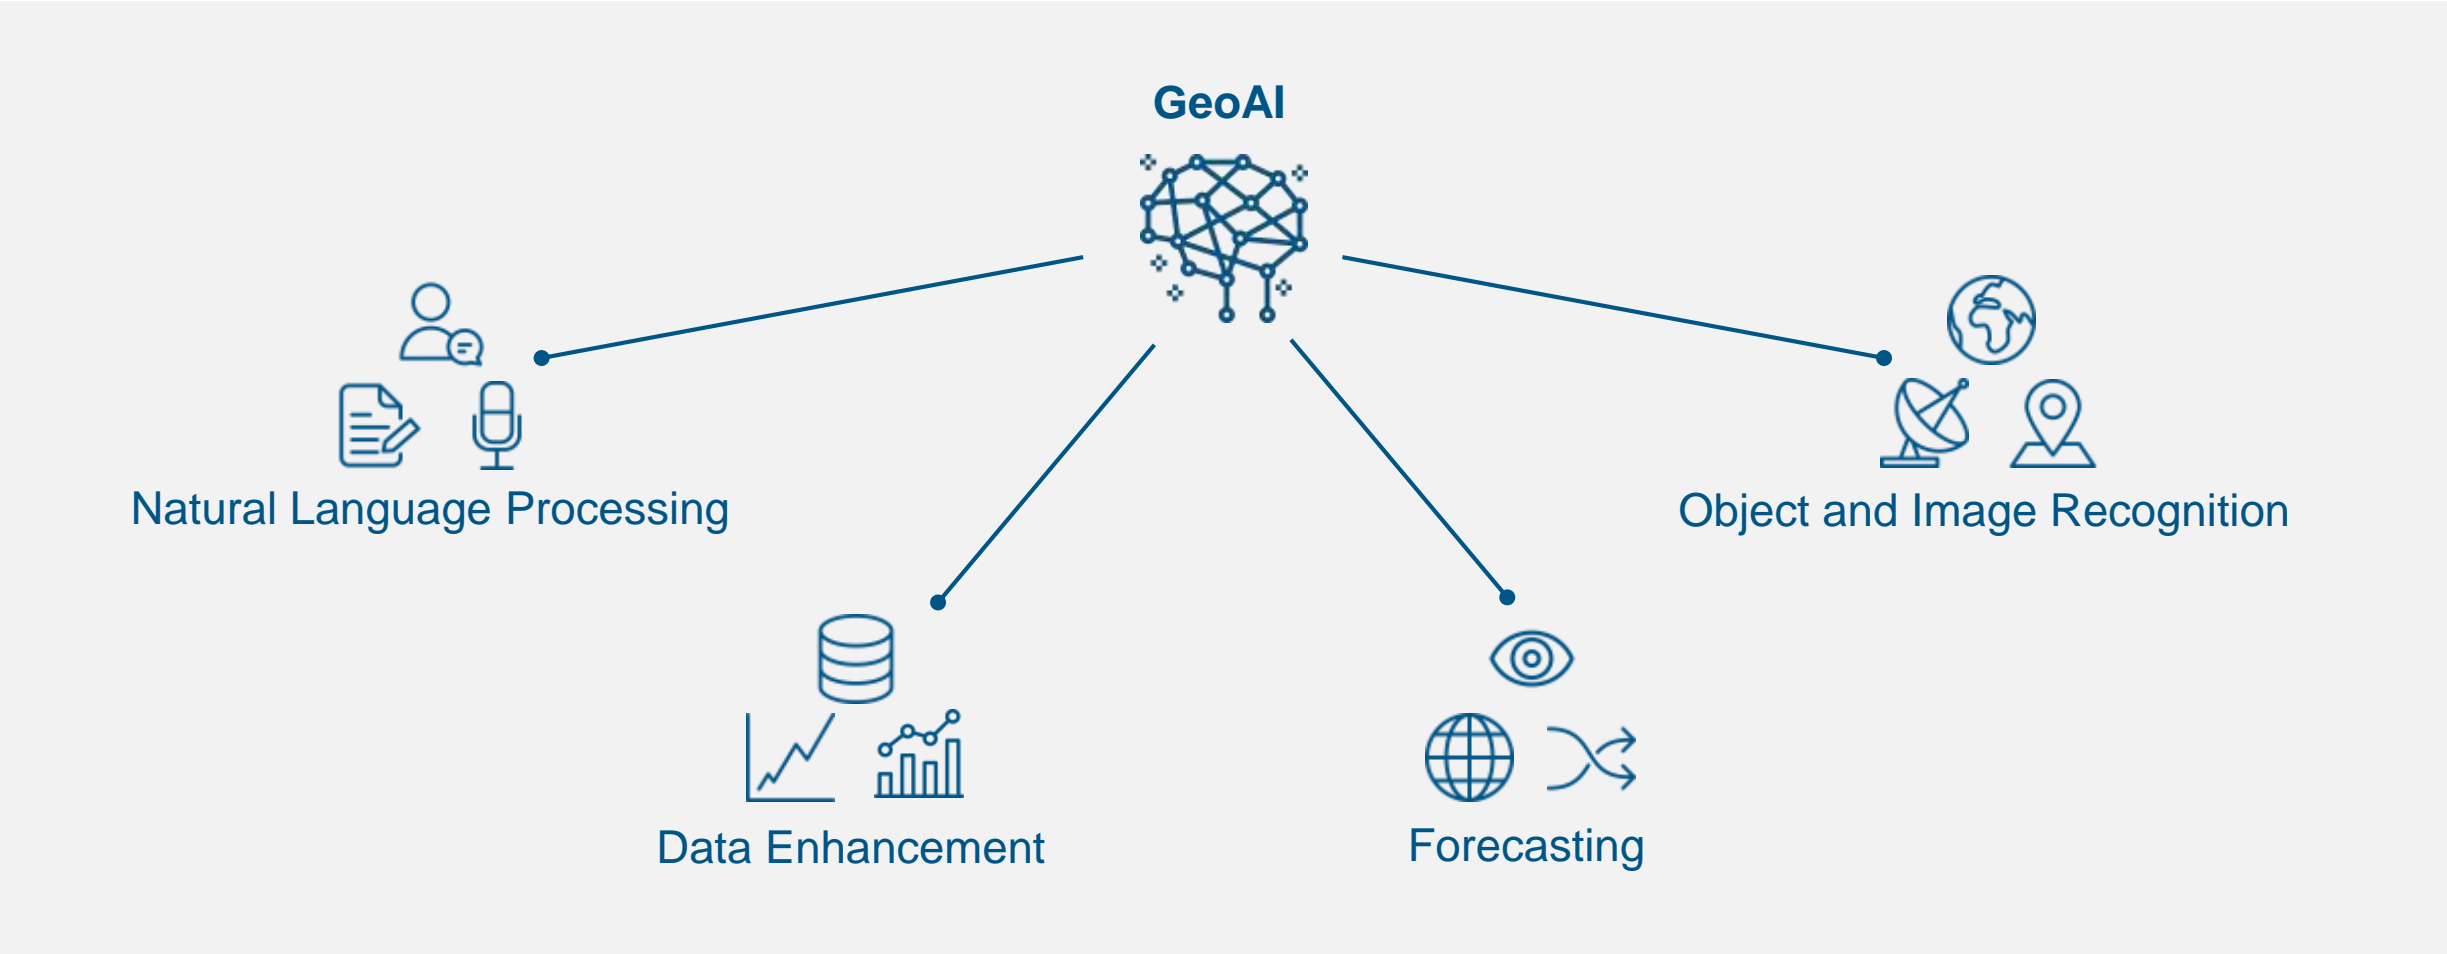 GeoAI
Natural Language Processing
Object and Image Recognition
Data Enhancement
Forecasting